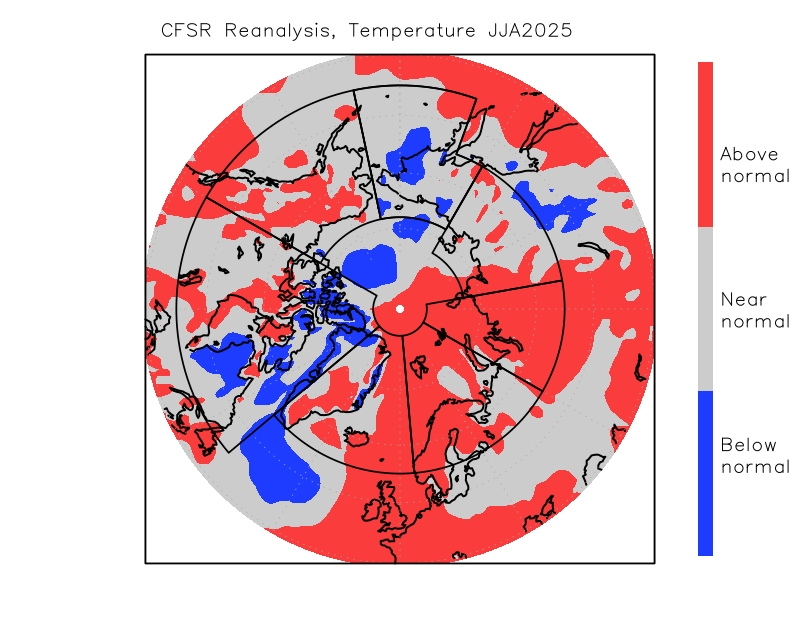 CFSR Reanalysis, Temperature JJA2025
Above
normal
Near
normal
Below
normal